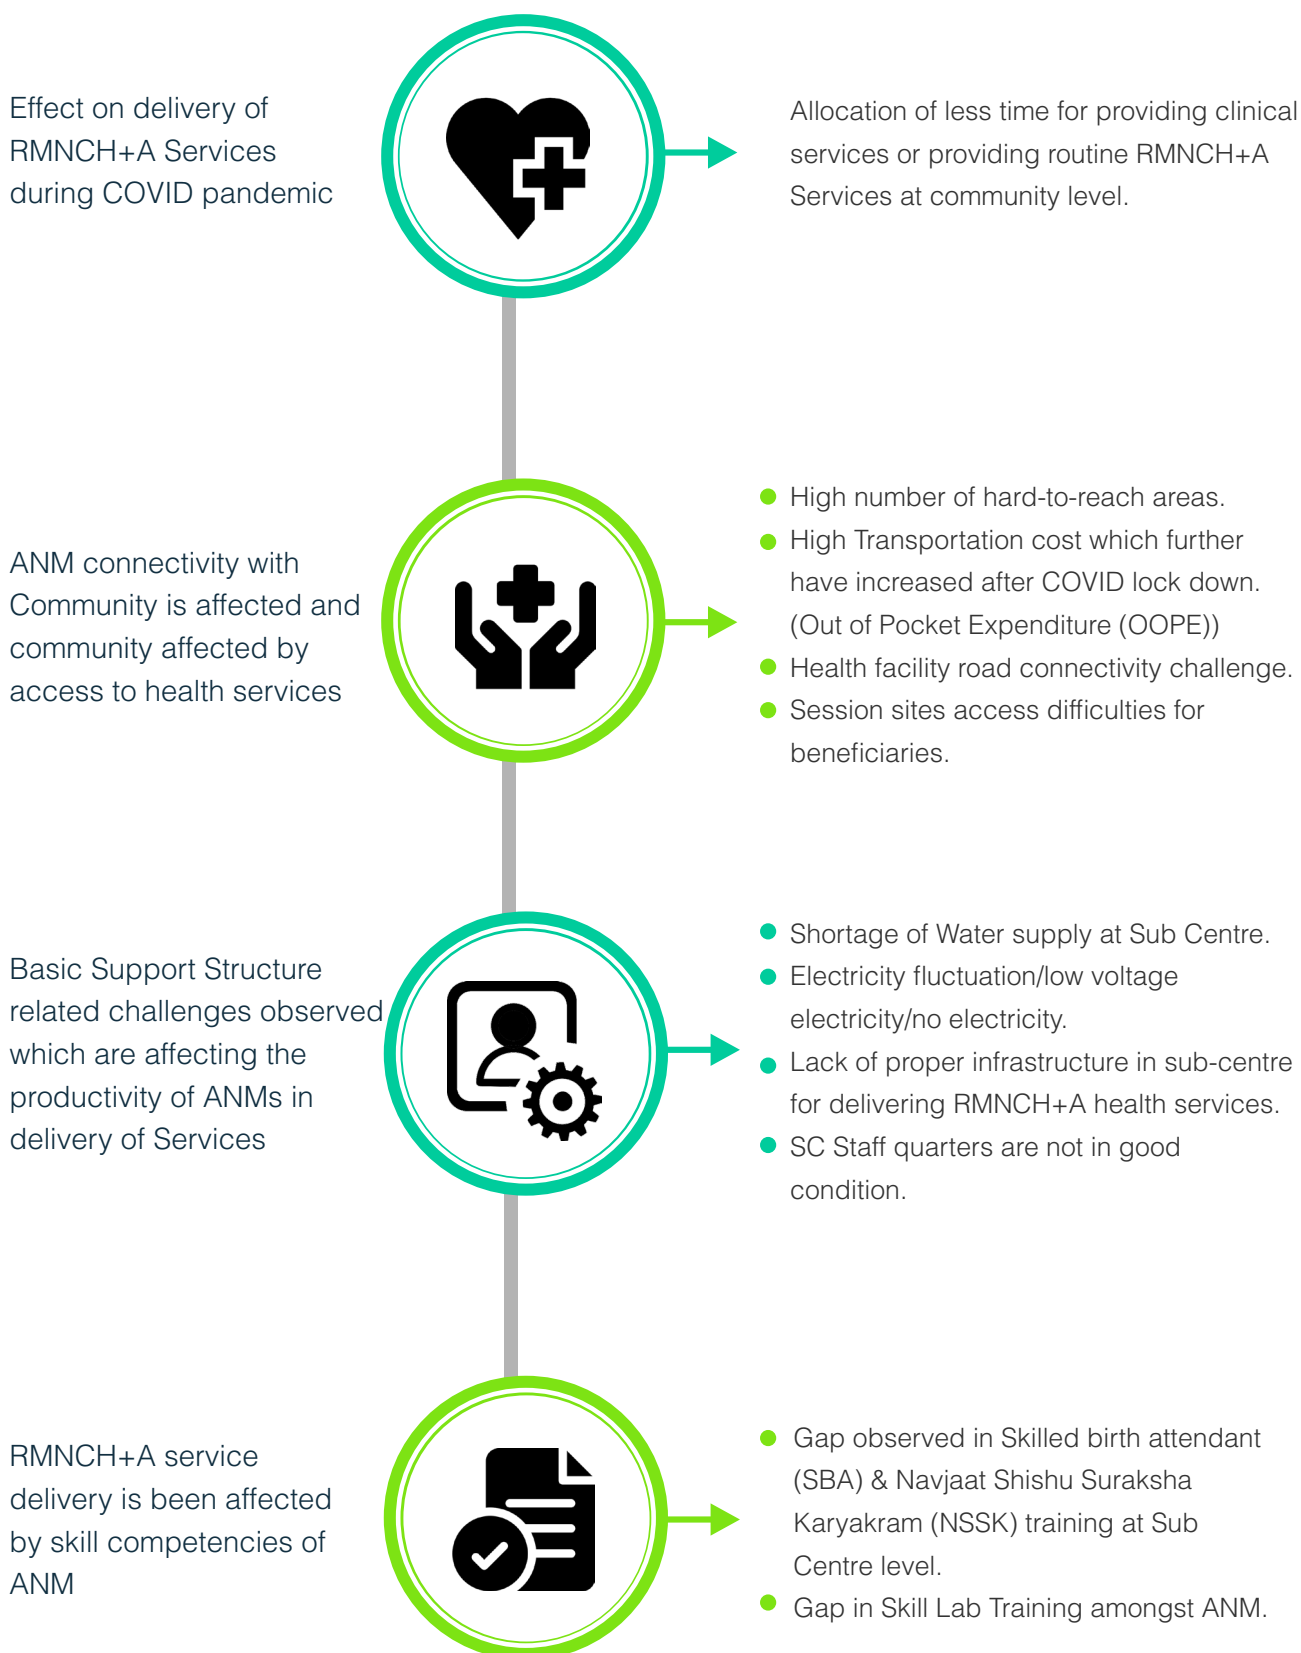 Effect on delivery of
RMNCH+A Services
during COVID pandemic
Allocation of less time for providing clinical
services or providing routine RMNCH+A
Services at community level.
ANM connectivity with
Community is affected and
community affected by
access to health services
High number of hard-to-reach areas.
High Transportation cost which further
have increased after COVID lock down.
(Out of Pocket Expenditure (OOPE))
Health facility road connectivity challenge.
Session sites access difficulties for
beneficiaries.
Basic Support Structure
related challenges observed
which are affecting the
productivity of ANMs in
delivery of Services
Shortage of Water supply at Sub Centre.
Electricity fluctuation/low voltage
electricity/no electricity.
Lack of proper infrastructure in sub-centre
for delivering RMNCH+A health services.
SC Staff quarters are not in good
condition.
RMNCH+A service
delivery is been affected
by skill competencies of
ANM
Gap observed in Skilled birth attendant
(SBA) & Navjaat Shishu Suraksha
Karyakram (NSSK) training at Sub
Centre level.
Gap in Skill Lab Training amongst ANM.